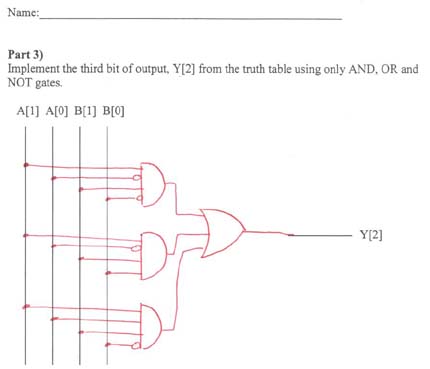 Name:
Part 3)
Implement the third bit of output, Y[2] from the truth table using only AND, OR and
NOT gates.
A[1] A[0] B[1] B[0]
Y[2]